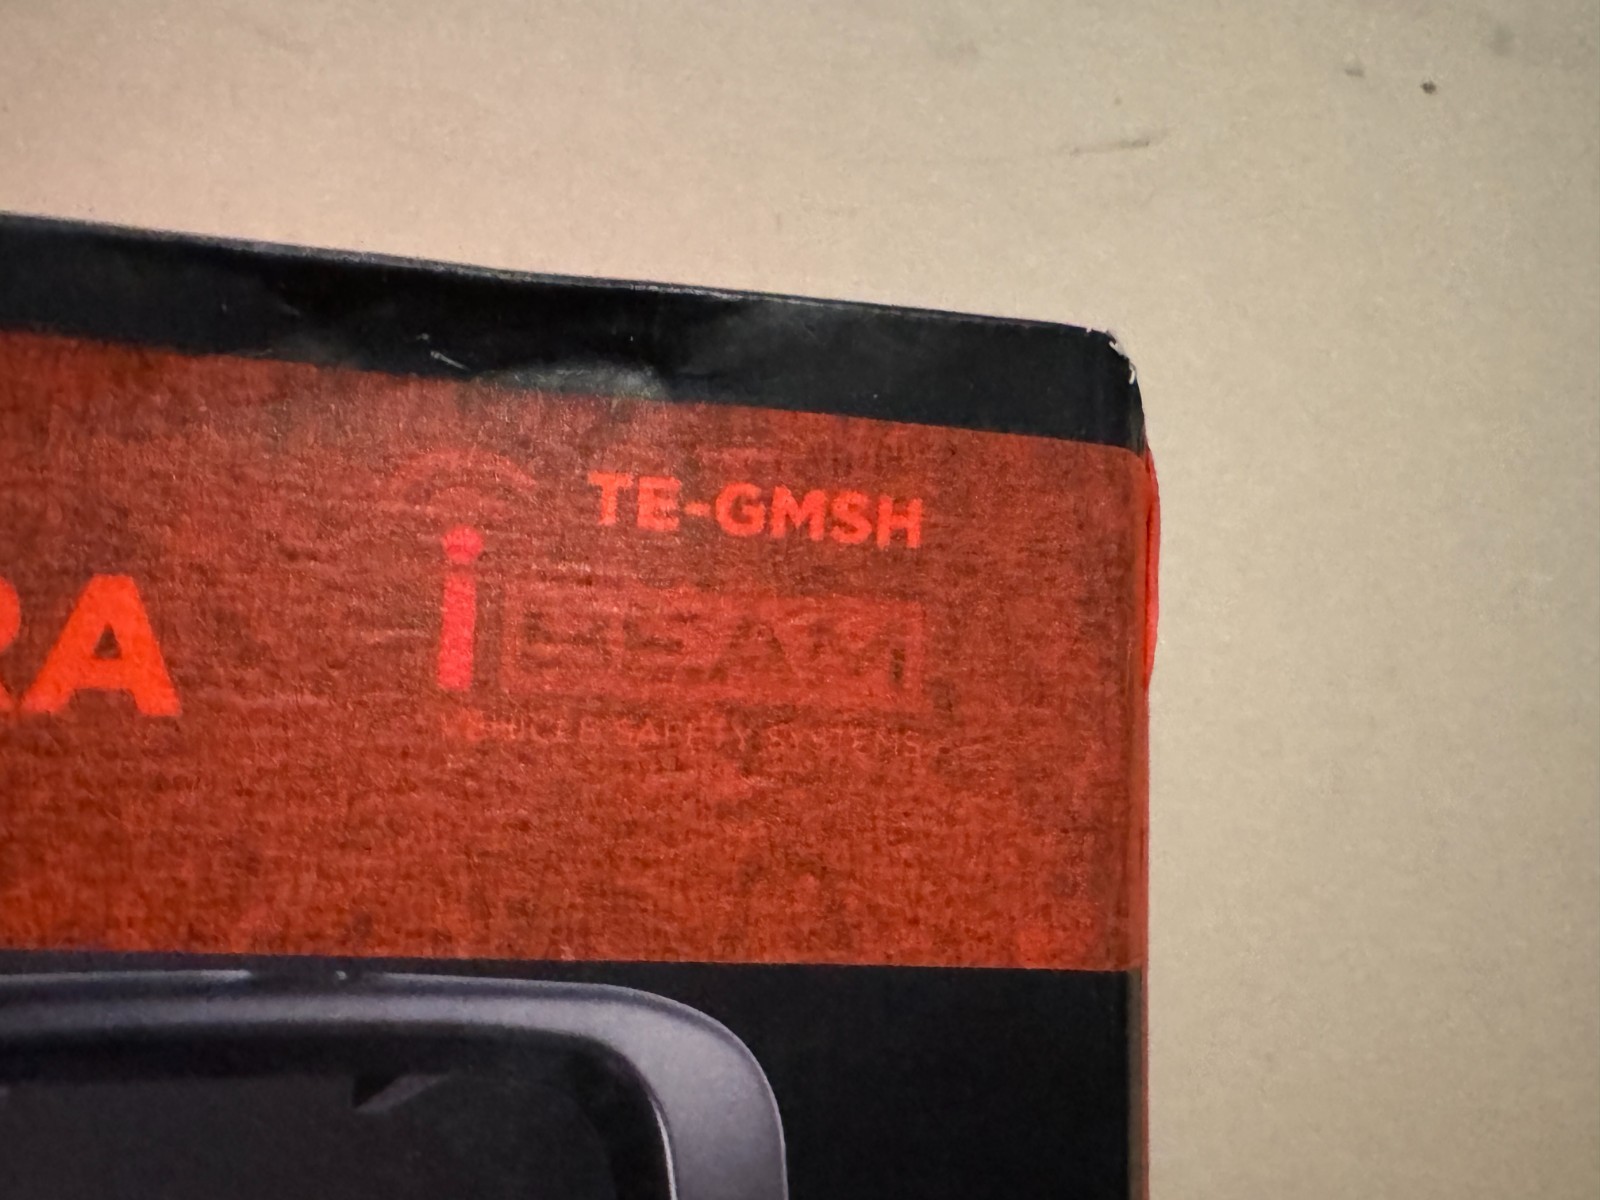 TE-GMSH
RA
iBEAM
VEHICLE SAFETY SYSTEMS